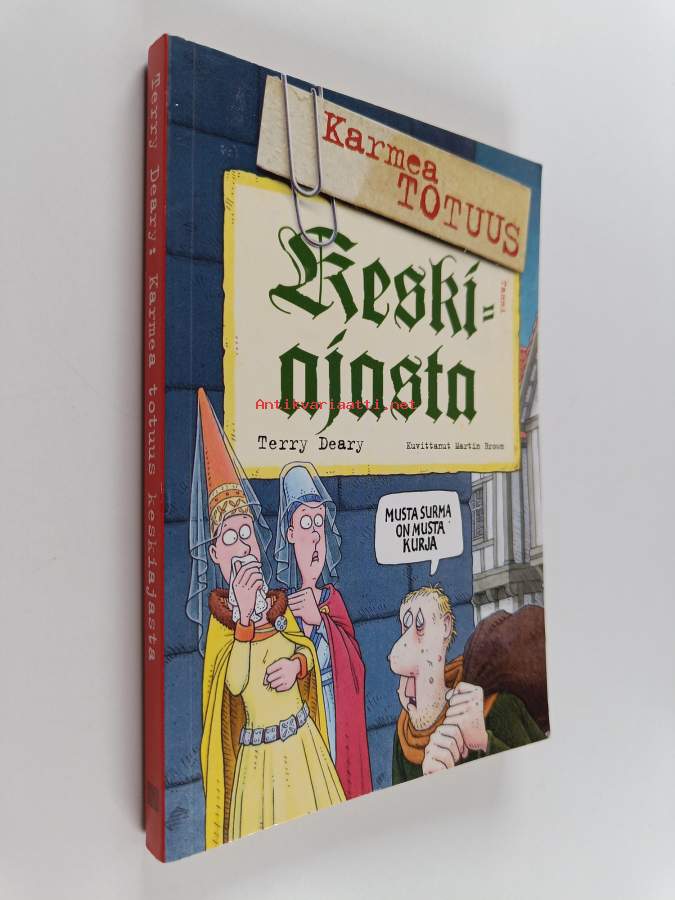 Terry Deary: Karmea totuus keskiajasta
Karmea
TOTUUS
Tammi
Keski-
ajasta
Antikvariaatti.net
Terry Deary
Kuvittanut Martin Brown
MUSTA SURMA
ON MUSTA
KURJA